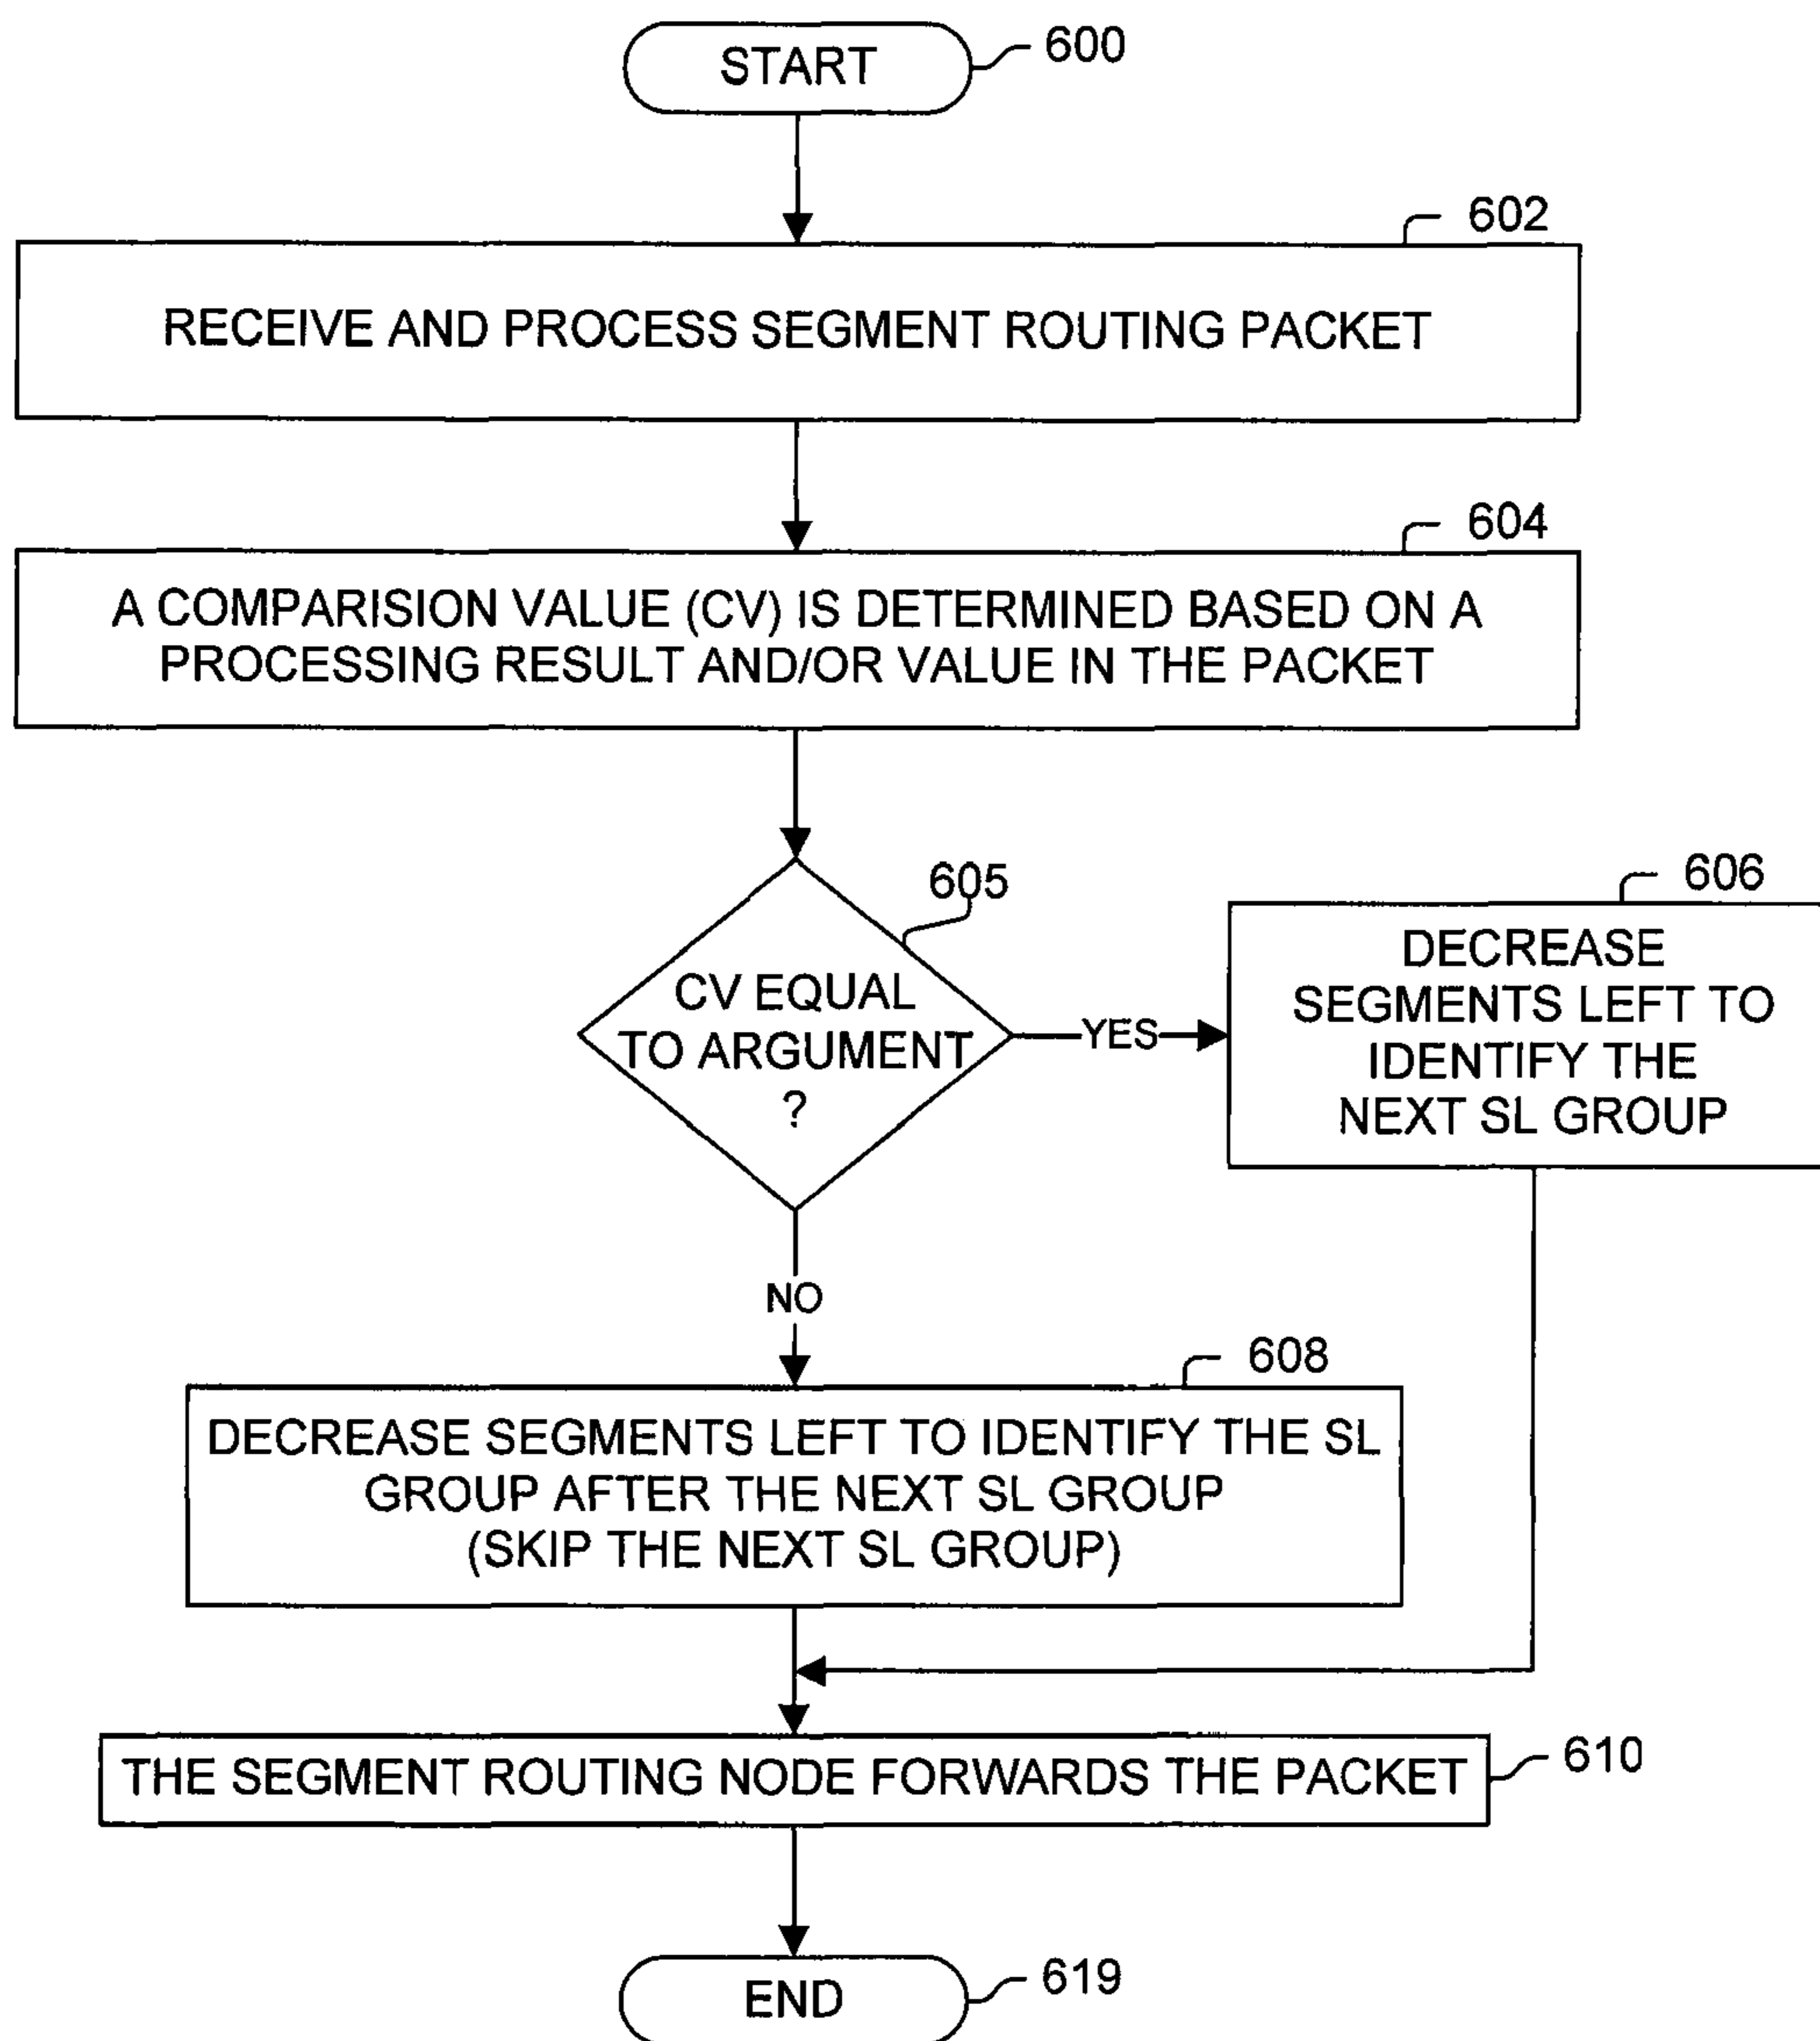 START
600
602
RECEIVE AND PROCESS SEGMENT ROUTING PACKET
604
A COMPARISION VALUE (CV) IS DETERMINED BASED ON A
PROCESSING RESULT AND/OR VALUE IN THE PACKET
605
CV EQUAL
TO ARGUMENT
?
YES
606
DECREASE
SEGMENTS LEFT TO
IDENTIFY THE
NEXT SL GROUP
NO
608
DECREASE SEGMENTS LEFT TO IDENTIFY THE SL
GROUP AFTER THE NEXT SL GROUP
(SKIP THE NEXT SL GROUP)
THE SEGMENT ROUTING NODE FORWARDS THE PACKET
610
END
619